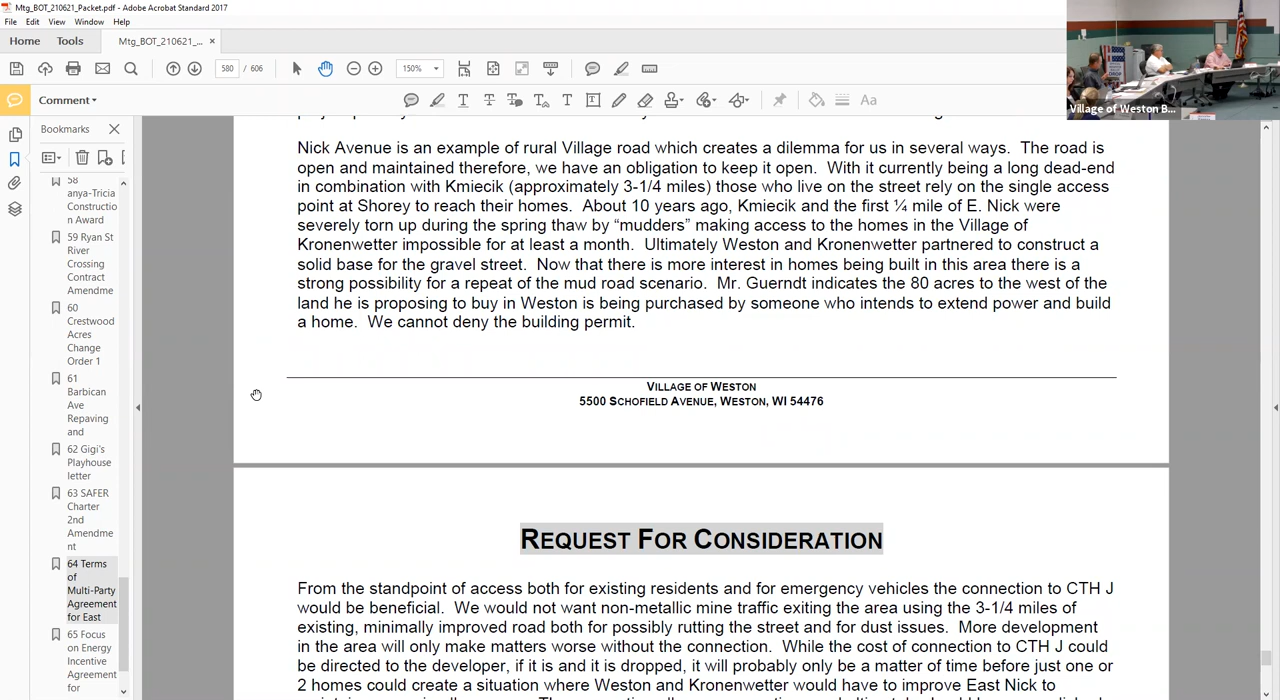 Mtg_BOT_210621_Packet.pdf - Adobe Acrobat Standard 2017
File Edit View Window Help
Home Tools Mtg_BOT_210621_... ×
580 / 606 150%
Comment
Aa
Bookmarks
58
anya-Tricia
Constructio
n Award
59 Ryan St
River
Crossing
Contract
Amendme
60
Crestwood
Acres
Change
Order 1
61
Barbican
Ave
Repaving
and
62 Gigi's
Playhouse
letter
63 SAFER
Charter
2nd
Amendme
nt
64 Terms
of
Multi-Party
Agreement
for East
65 Focus
on Energy
Incentive
Agreement
for
Nick Avenue is an example of rural Village road which creates a dilemma for us in several ways. The road is
open and maintained therefore, we have an obligation to keep it open. With it currently being a long dead-end
in combination with Kmiecik (approximately 3-1/4 miles) those who live on the street rely on the single access
point at Shorey to reach their homes. About 10 years ago, Kmiecik and the first ¼ mile of E. Nick were
severely torn up during the spring thaw by “mudders” making access to the homes in the Village of
Kronenwetter impossible for at least a month. Ultimately Weston and Kronenwetter partnered to construct a
solid base for the gravel street. Now that there is more interest in homes being built in this area there is a
strong possibility for a repeat of the mud road scenario. Mr. Guerndt indicates the 80 acres to the west of the
land he is proposing to buy in Weston is being purchased by someone who intends to extend power and build
a home. We cannot deny the building permit.
VILLAGE OF WESTON
5500 SCHOFIELD AVENUE, WESTON, WI 54476
REQUEST FOR CONSIDERATION
From the standpoint of access both for existing residents and for emergency vehicles the connection to CTH J
would be beneficial. We would not want non-metallic mine traffic exiting the area using the 3-1/4 miles of
existing, minimally improved road both for possibly rutting the street and for dust issues. More development
in the area will only make matters worse without the connection. While the cost of connection to CTH J could
be directed to the developer, if it is and it is dropped, it will probably only be a matter of time before just one or
2 homes could create a situation where Weston and Kronenwetter would have to improve East Nick to
Village of Weston B...